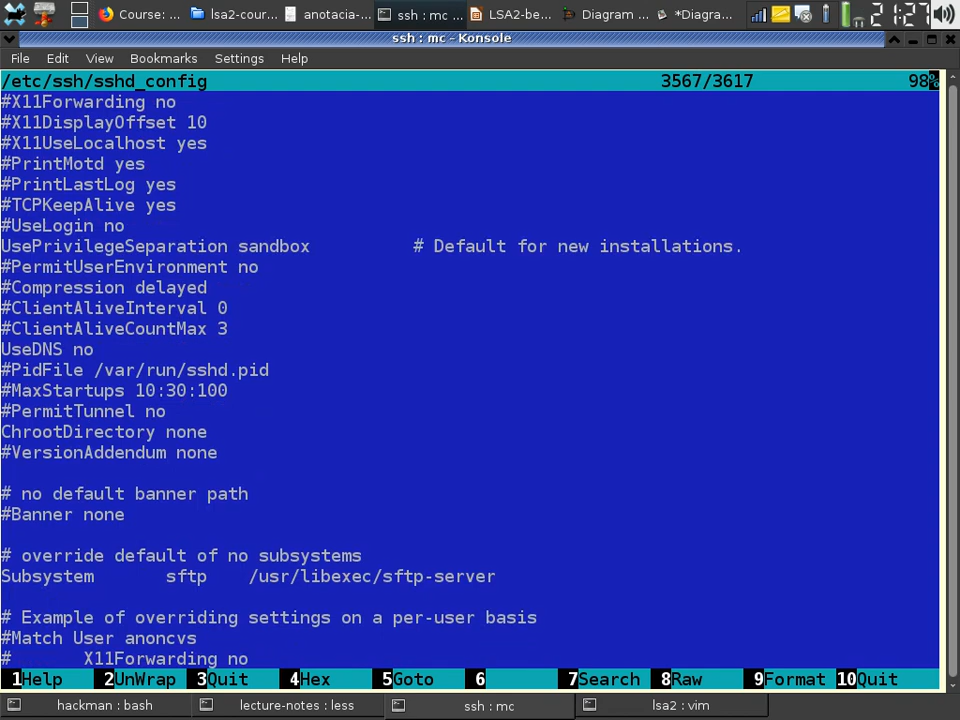 Course: ...
lsa2-cour...
anotacia-...
ssh : mc ...
LSA2-be...
Diagram ...
*Diagra...
21:27
ssh : mc - Konsole
File Edit View Bookmarks Settings Help
/etc/ssh/sshd_config 3567/3617 98%
#X11Forwarding no
#X11DisplayOffset 10
#X11UseLocalhost yes
#PrintMotd yes
#PrintLastLog yes
#TCPKeepAlive yes
#UseLogin no
UsePrivilegeSeparation sandbox # Default for new installations.
#PermitUserEnvironment no
#Compression delayed
#ClientAliveInterval 0
#ClientAliveCountMax 3
UseDNS no
#PidFile /var/run/sshd.pid
#MaxStartups 10:30:100
#PermitTunnel no
ChrootDirectory none
#VersionAddendum none
# no default banner path
#Banner none
# override default of no subsystems
Subsystem sftp /usr/libexec/sftp-server
# Example of overriding settings on a per-user basis
#Match User anoncvs
# X11Forwarding no
1Help 2UnWrap 3Quit 4Hex 5Goto 6 7Search 8Raw 9Format 10Quit
hackman : bash
lecture-notes : less
ssh : mc
lsa2 : vim